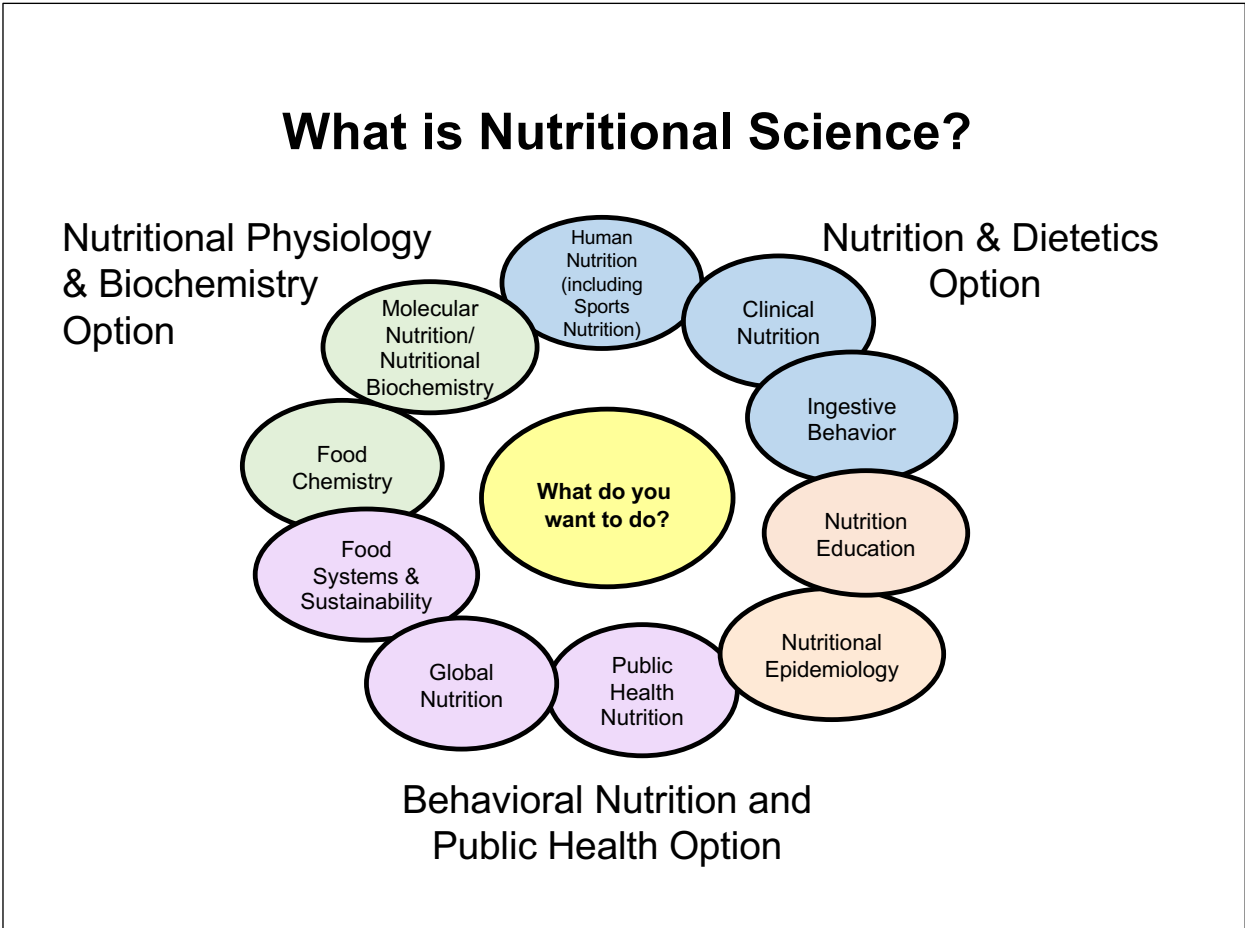 What is Nutritional Science?
Nutritional Physiology
& Biochemistry
Option
Nutrition & Dietetics
Option
Human
Nutrition
(including
Sports
Nutrition)
Clinical
Nutrition
Ingestive
Behavior
Nutrition
Education
Nutritional
Epidemiology
Public
Health
Nutrition
Global
Nutrition
Food
Systems &
Sustainability
Food
Chemistry
Molecular
Nutrition/
Nutritional
Biochemistry
What do you
want to do?
Behavioral Nutrition and
Public Health Option